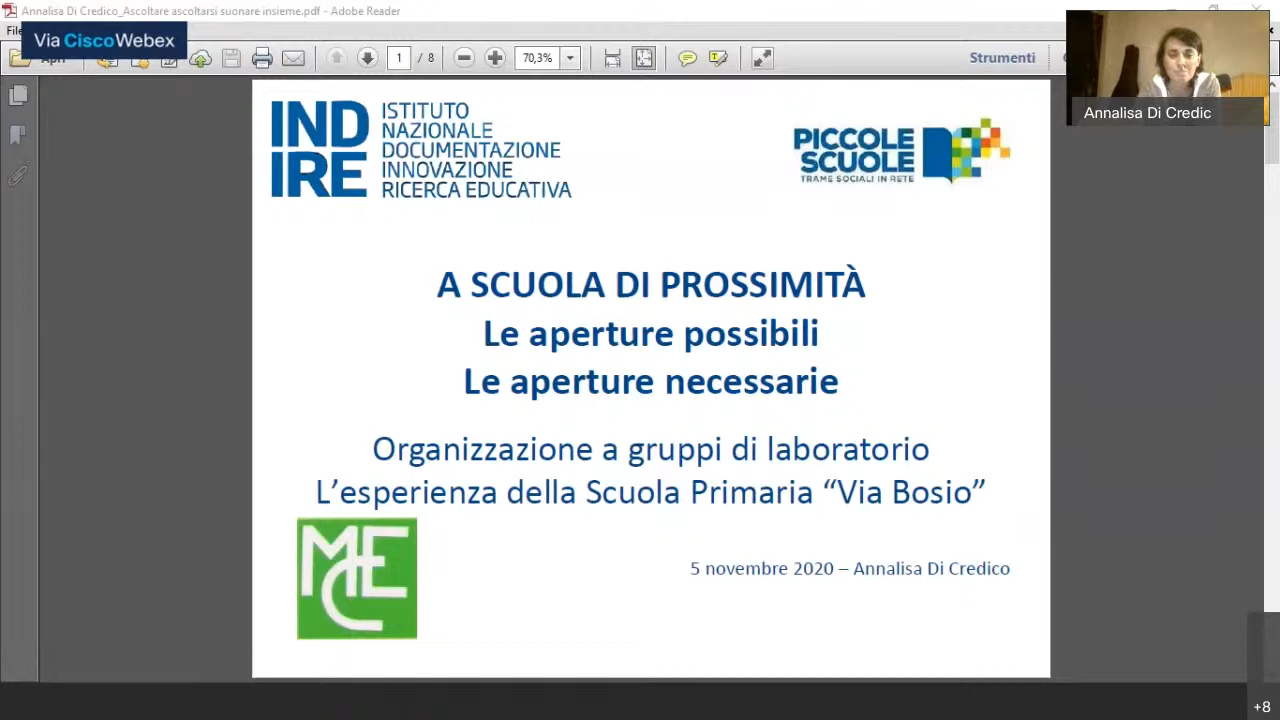 Annalisa Di Credico_Ascoltare ascoltarsi suonare insieme.pdf - Adobe Reader
Via Cisco Webex
1 / 8
70,3%
Strumenti
Annalisa Di Credic
IND
IRE
ISTITUTO
NAZIONALE
DOCUMENTAZIONE
INNOVAZIONE
RICERCA EDUCATIVA
PICCOLE
SCUOLE
TRAME SOCIALI IN RETE
A SCUOLA DI PROSSIMITÀ
Le aperture possibili
Le aperture necessarie
Organizzazione a gruppi di laboratorio
L’esperienza della Scuola Primaria “Via Bosio”
MCE
5 novembre 2020 – Annalisa Di Credico
+8